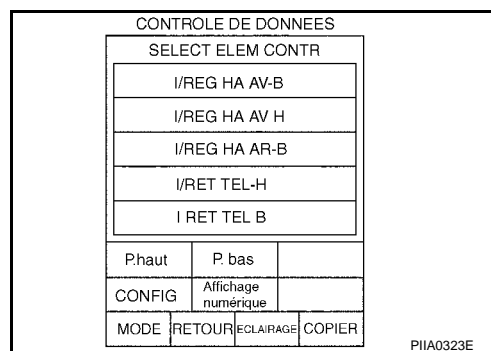 CONTROLE DE DONNEES
SELECT ELEM CONTR
I/REG HA AV-B
I/REG HA AV H
I/REG HA AR-B
I/RET TEL-H
I RET TEL B
P.haut P. bas
CONFIG Affichage numérique
MODE RETOUR ECLAIRAGE COPIER
PIIA0323E